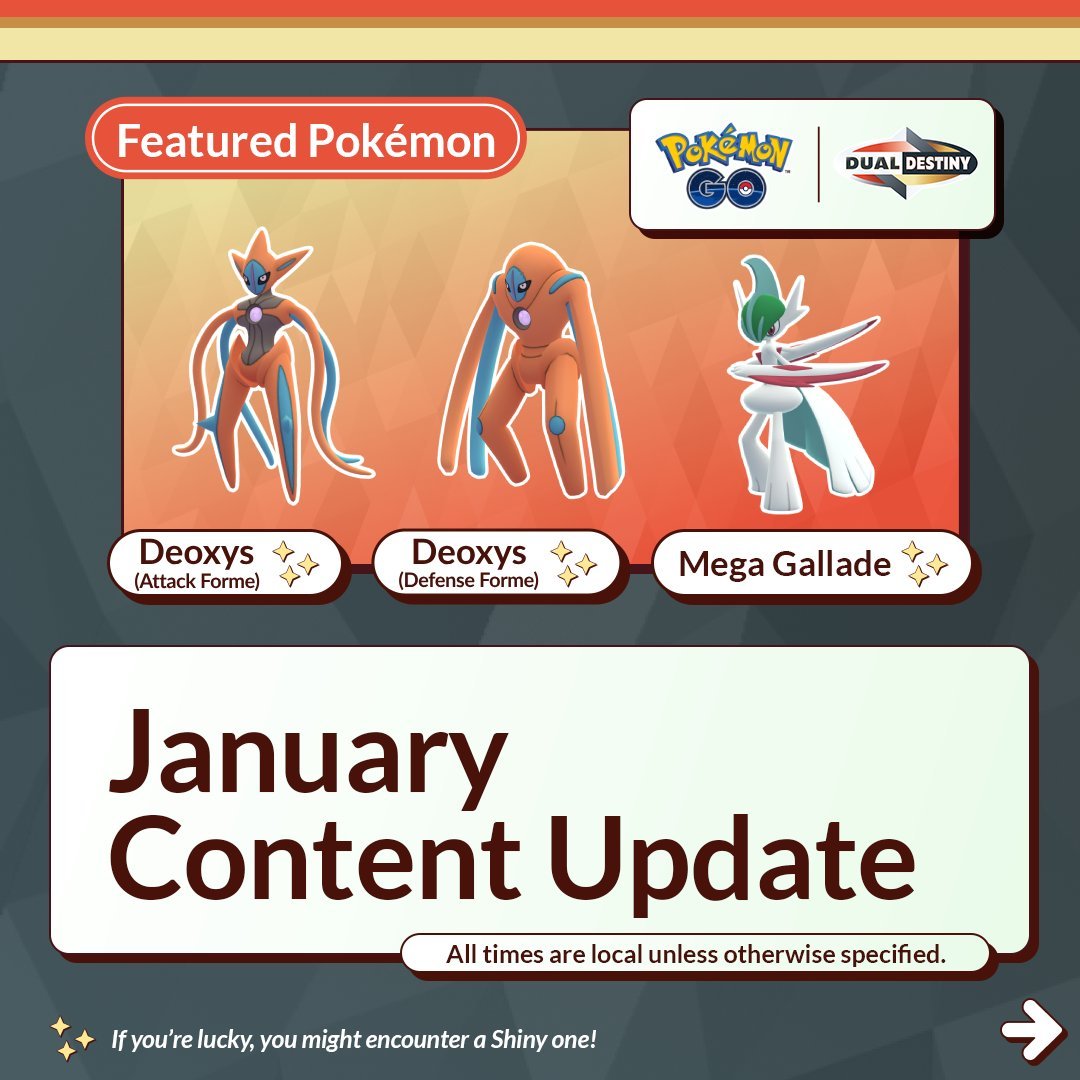 Featured Pokémon
POKÉMON
GO
DUAL DESTINY
Deoxys
(Attack Forme)
Deoxys
(Defense Forme)
Mega Gallade
January
Content Update
All times are local unless otherwise specified.
If you're lucky, you might encounter a Shiny one!